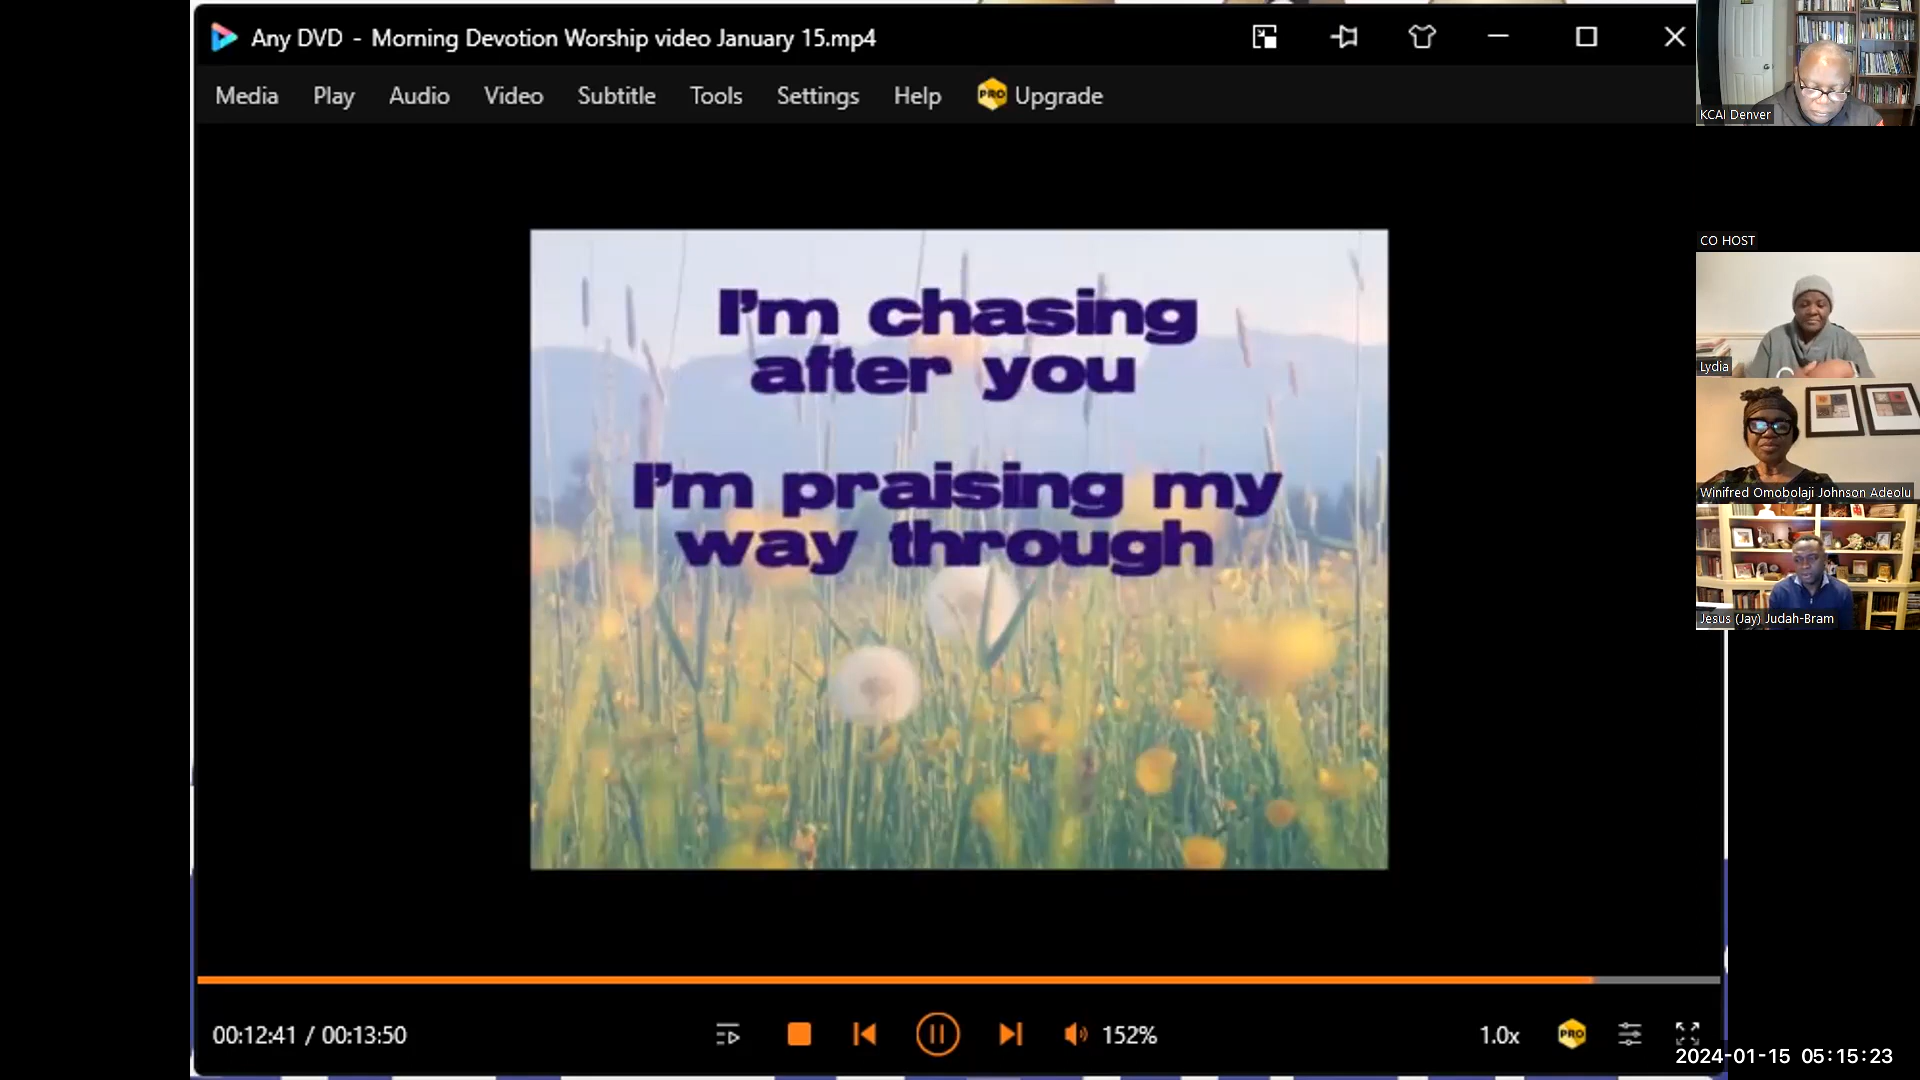 Any DVD - Morning Devotion Worship video January 15.mp4
Media Play Audio Video Subtitle Tools Settings Help PRO Upgrade
I'm chasing
after you
I'm praising my
way through
00:12:41 / 00:13:50
152%
1.0x
PRO
KCAI Denver
CO HOST
Lydia
Winifred Omobolaji Johnson Adeolu
Jesus (Jay) Judah-Bram
2024-01-15 05:15:23